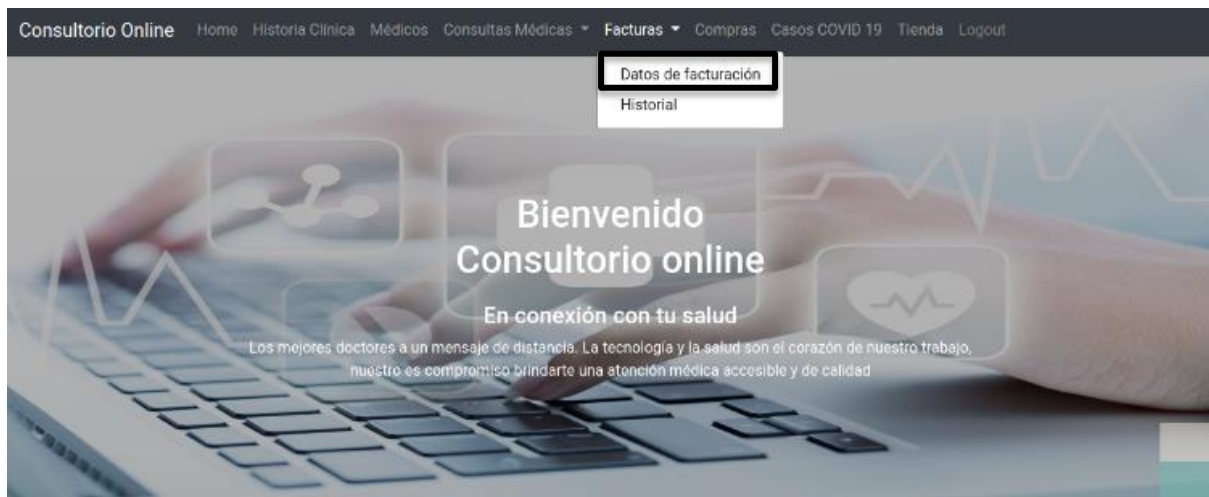 Consultorio Online Home Historia Clínica Médicos Consultas Médicas Facturas Compras Casos COVID 19 Tienda Logout
Datos de facturación
Historial
Bienvenido
Consultorio online
En conexión con tu salud
Los mejores doctores a un mensaje de distancia. La tecnología y la salud son el corazón de nuestro trabajo,
nuestro es compromiso brindarte una atención médica accesible y de calidad